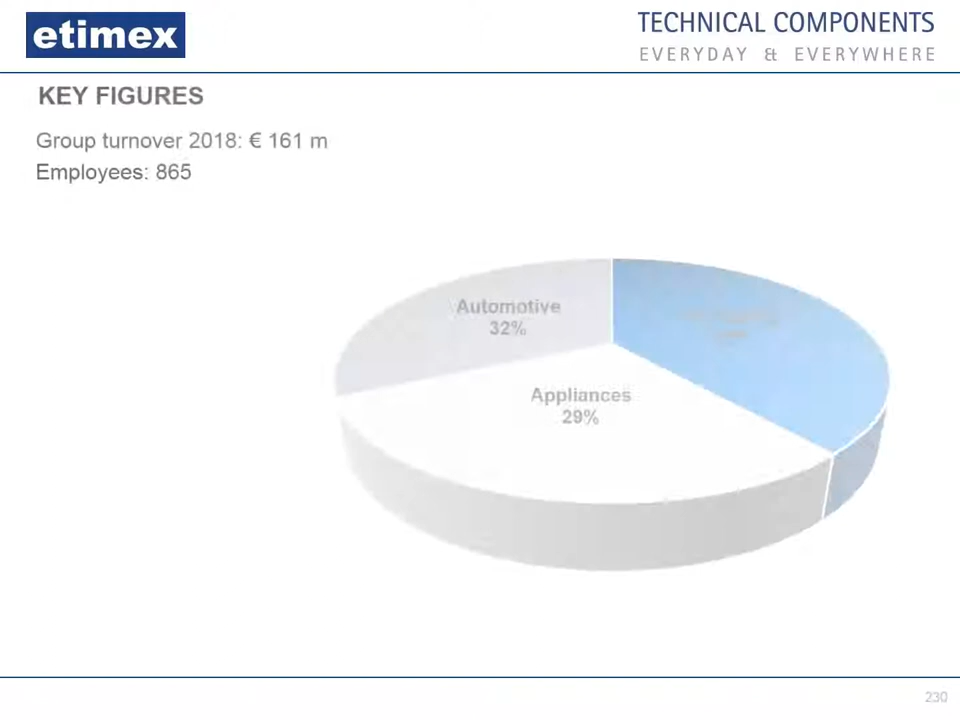 etimex
TECHNICAL COMPONENTS
EVERYDAY & EVERYWHERE
KEY FIGURES
Group turnover 2018: € 161 m
Employees: 865
Automotive
32%
Appliances
29%
230